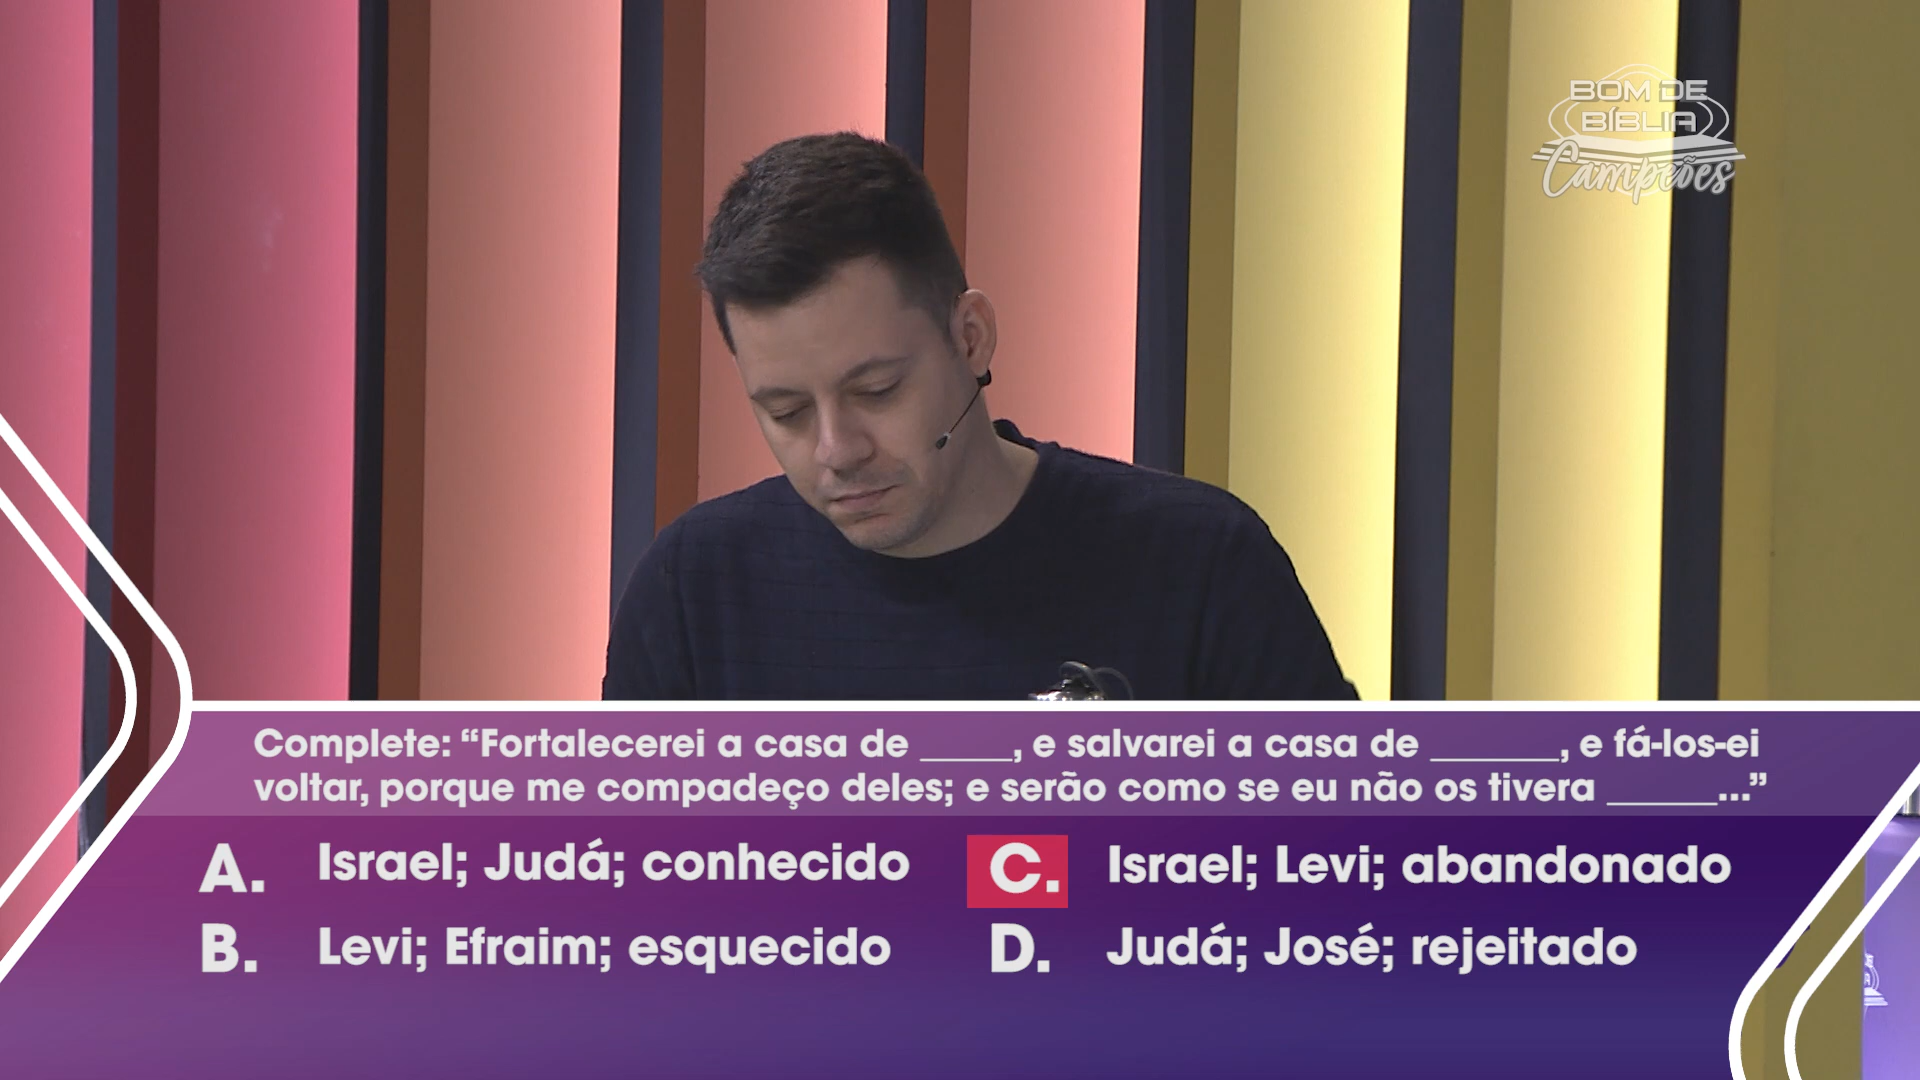 BOM DE
BÍBLIA
Campeões
Complete: “Fortalecerei a casa de _____, e salvarei a casa de _______, e fá-los-ei
voltar, porque me compadeço deles; e serão como se eu não os tivera ______...”
A. Israel; Judá; conhecido
C. Israel; Levi; abandonado
B. Levi; Efraim; esquecido
D. Judá; José; rejeitado